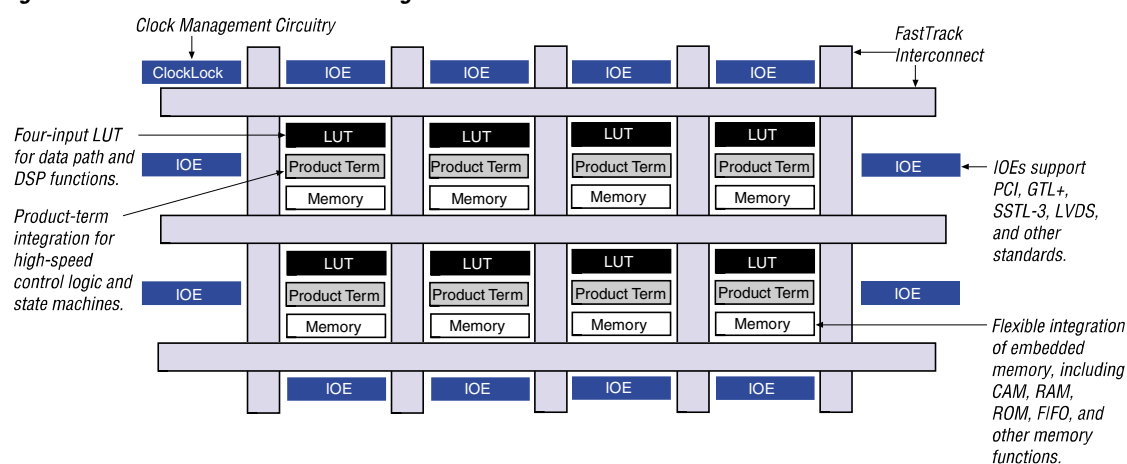 Clock Management Circuitry
FastTrack
Interconnect
ClockLock
IOE
IOE
IOE
IOE
Four-input LUT
for data path and
DSP functions.
LUT
LUT
LUT
LUT
IOE
Product Term
Product Term
Product Term
Product Term
IOE
IOEs support
PCI, GTL+,
SSTL-3, LVDS,
and other
standards.
Memory
Memory
Memory
Memory
Product-term
integration for
high-speed
control logic and
state machines.
LUT
LUT
LUT
LUT
IOE
Product Term
Product Term
Product Term
Product Term
IOE
Memory
Memory
Memory
Memory
Flexible integration
of embedded
memory, including
CAM, RAM,
ROM, FIFO, and
other memory
functions.
IOE
IOE
IOE
IOE